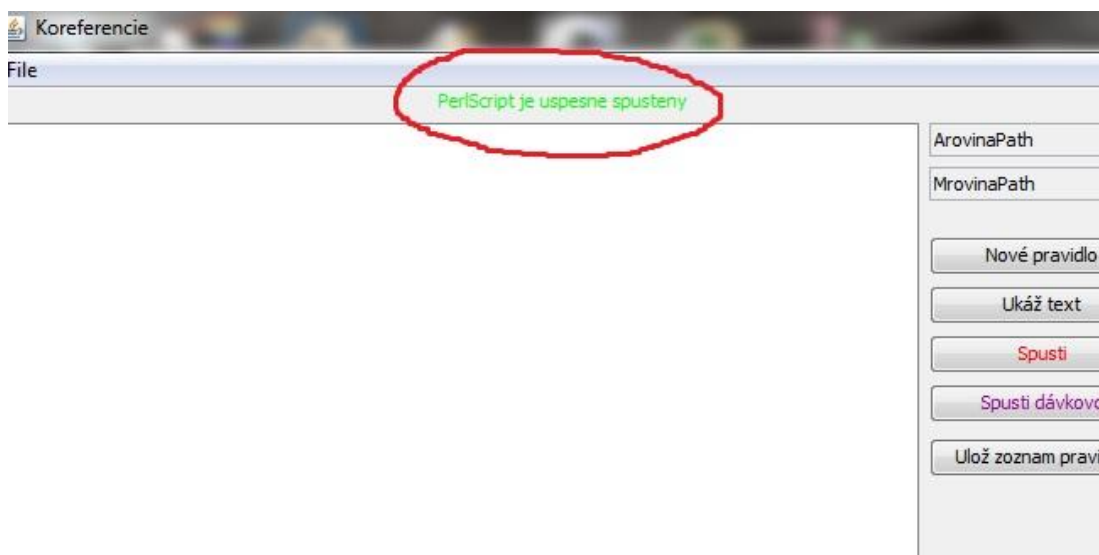 Koreferencie
File
PerlScript je uspesne spusteny
ArovinaPath
MrovinaPath
Nové pravidlo
Ukáž text
Spusti
Spusti dávkovo
Ulož zoznam pravi